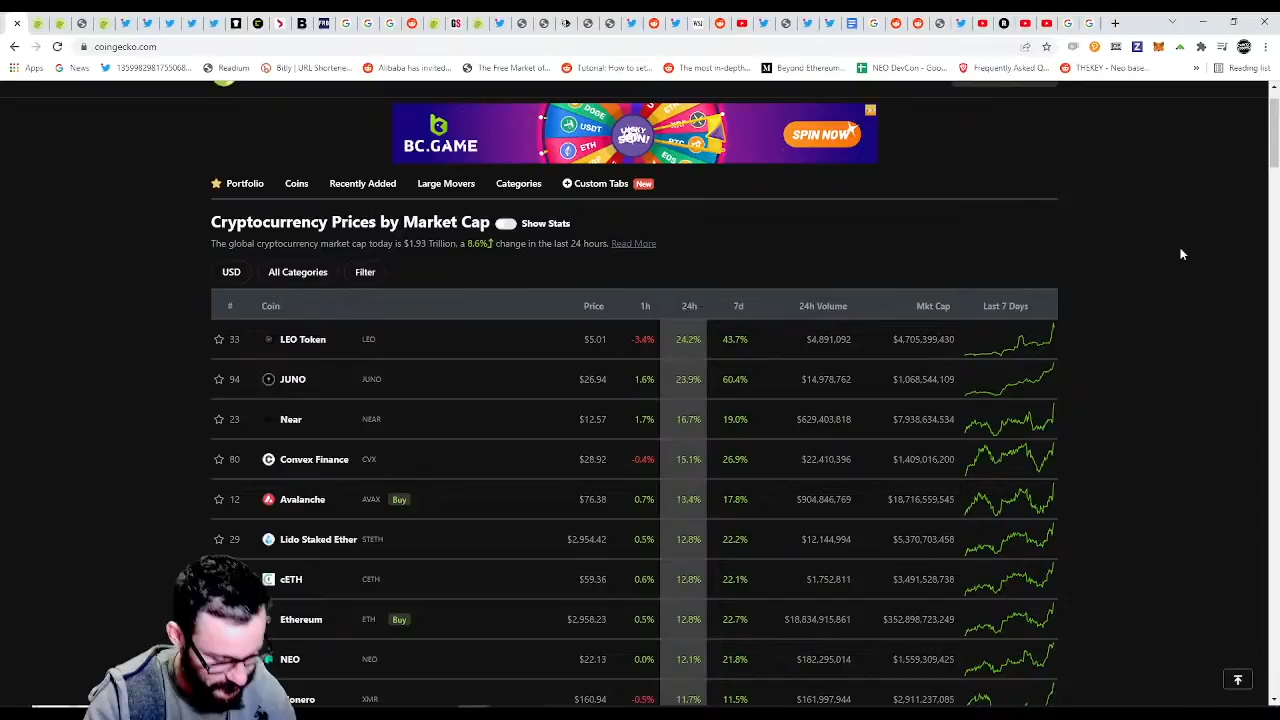 coingecko.com
Apps
News
1359982981755068...
Readium
Bitly | URL Shortene...
Alibaba has invested...
The Free Market of...
Tutorial: How to set...
The most in-depth...
Beyond Ethereum...
NEO DevCon - Goo...
Frequently Asked Q...
THEKEY - Neo base...
»
Reading list
BC.GAME
DOGE
USDT
ETH
LUCKY
SPIN!
BTC
EOS
SPIN NOW
Portfolio
Coins
Recently Added
Large Movers
Categories
Custom Tabs New
Cryptocurrency Prices by Market Cap Show Stats
The global cryptocurrency market cap today is $1.93 Trillion, a 8.6% change in the last 24 hours. Read More
USD All Categories Filter
# Coin Price 1h 24h 7d 24h Volume Mkt Cap Last 7 Days
33 LEO Token LEO $5.01 -3.4% 24.2% 43.7% $4,891,092 $4,705,399,430
94 JUNO JUNO $26.94 1.6% 23.9% 60.4% $14,978,762 $1,068,544,109
23 Near NEAR $12.57 1.7% 16.7% 19.0% $629,403,818 $7,938,634,534
80 Convex Finance CVX $28.92 -0.4% 15.1% 26.9% $22,410,396 $1,409,016,200
12 Avalanche AVAX Buy $76.38 0.7% 13.4% 17.8% $904,846,769 $18,716,559,545
29 Lido Staked Ether STETH $2,954.42 0.5% 12.8% 22.2% $12,144,994 $5,370,703,458
cETH CETH $59.36 0.6% 12.8% 22.1% $1,752,811 $3,491,528,738
Ethereum ETH Buy $2,958.23 0.5% 12.8% 22.7% $18,834,915,861 $352,898,723,249
NEO NEO $22.13 0.0% 12.1% 21.8% $182,295,014 $1,559,309,425
onero XMR $160.94 -0.5% 11.7% 11.5% $161,997,944 $2,911,237,085